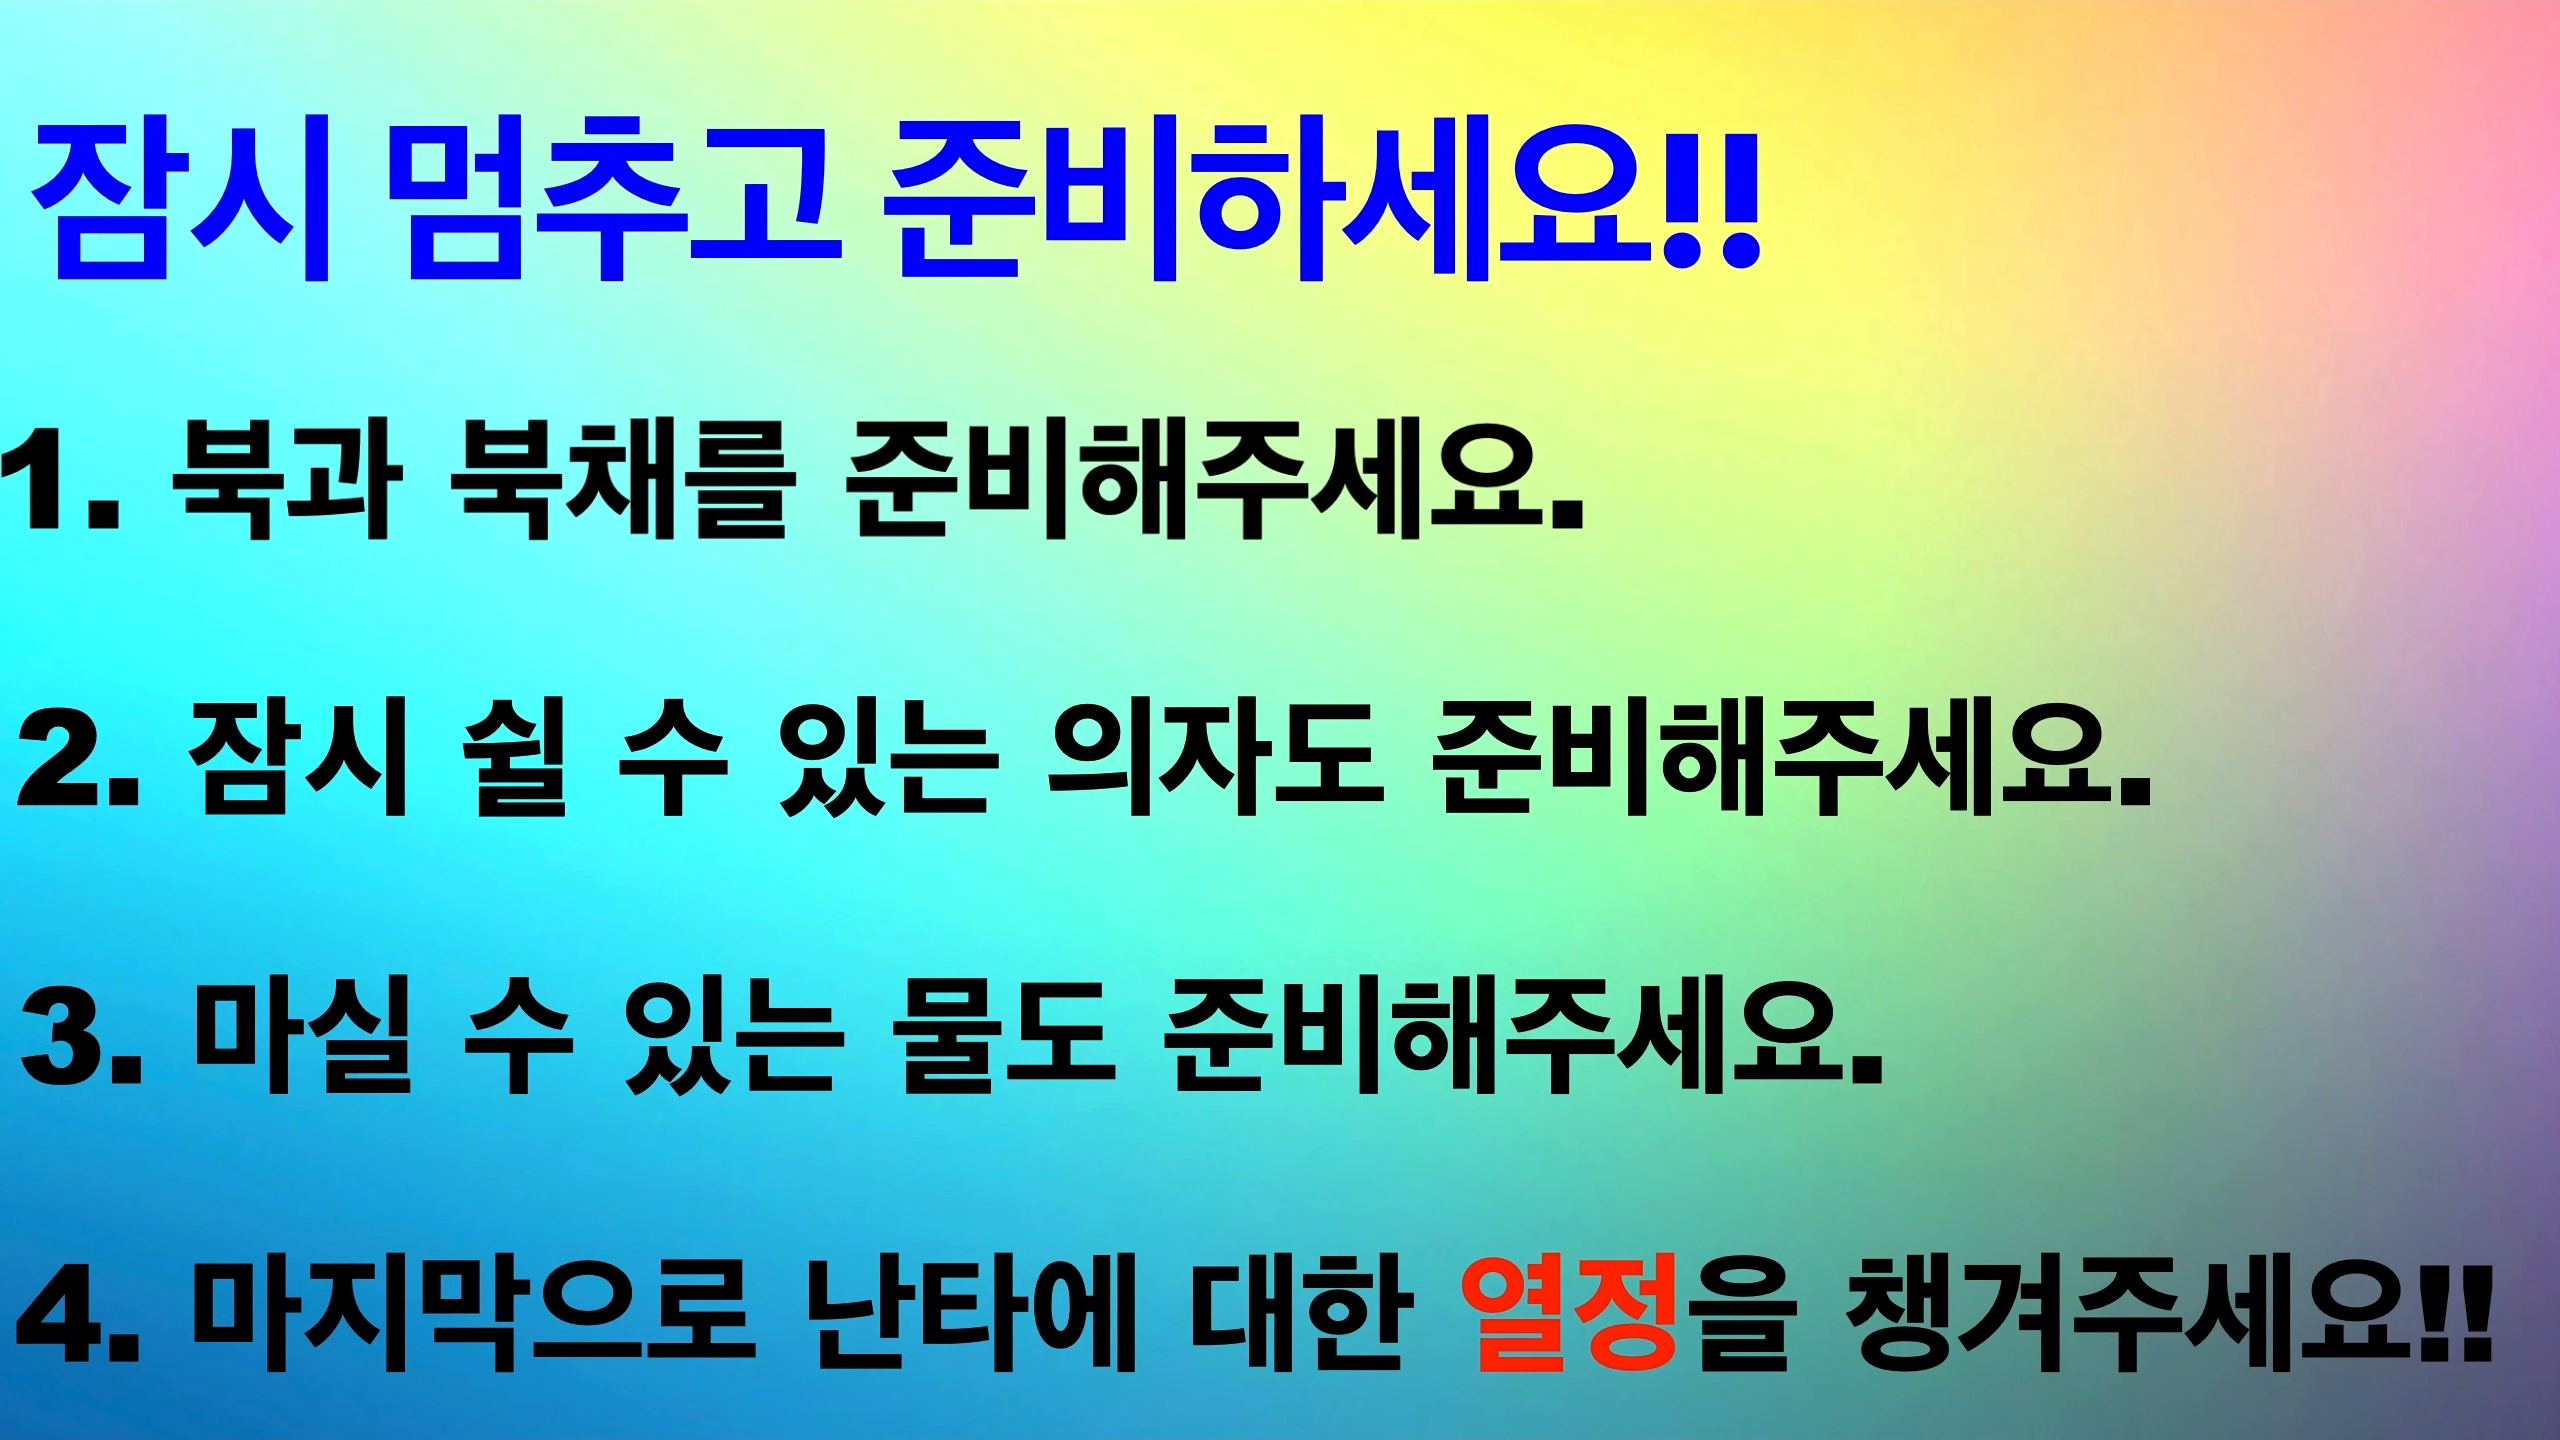 잠시 멈추고 준비하세요!!
1. 북과 북채를 준비해주세요.
2. 잠시 쉴 수 있는 의자도 준비해주세요.
3. 마실 수 있는 물도 준비해주세요.
4. 마지막으로 난타에 대한 열정을 챙겨주세요!!